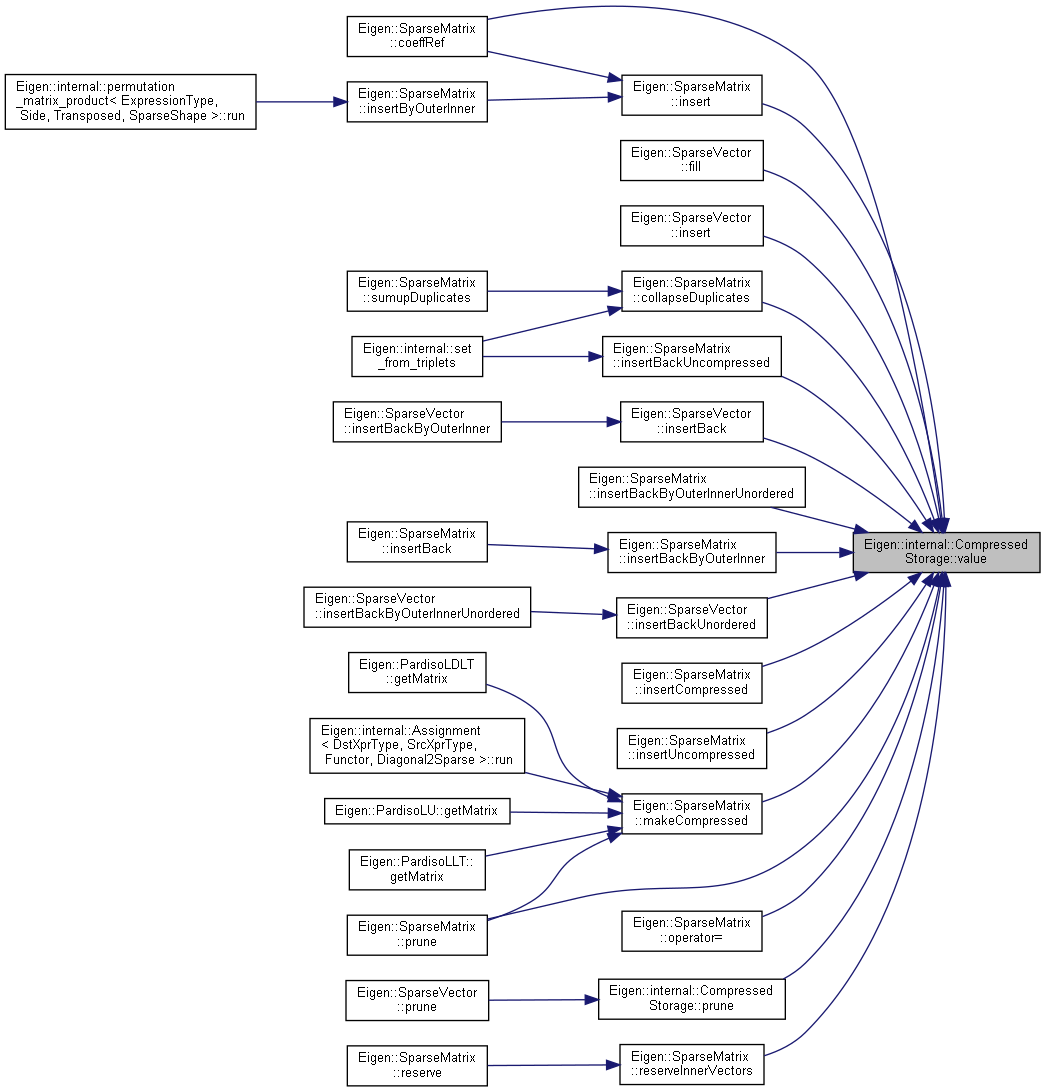 Eigen::SparseMatrix
::coeffRef
Eigen::internal::permutation
_matrix_product< ExpressionType,
Side, Transposed, SparseShape >::run
Eigen::SparseMatrix
::insertByOuterInner
Eigen::SparseMatrix
::insert
Eigen::SparseVector
::fill
Eigen::SparseVector
::insert
Eigen::SparseMatrix
::sumupDuplicates
Eigen::SparseMatrix
::collapseDuplicates
Eigen::internal::set
_from_triplets
Eigen::SparseMatrix
::insertBackUncompressed
Eigen::SparseVector
::insertBackByOuterInner
Eigen::SparseVector
::insertBack
Eigen::SparseMatrix
::insertBackByOuterInnerUnordered
Eigen::SparseMatrix
::insertBack
Eigen::SparseMatrix
::insertBackByOuterInner
Eigen::internal::Compressed
Storage::value
Eigen::SparseVector
::insertBackByOuterInnerUnordered
Eigen::SparseVector
::insertBackUnordered
Eigen::PardisoLDLT
::getMatrix
Eigen::SparseMatrix
::insertCompressed
Eigen::internal::Assignment
< DstXprType, SrcXprType,
Functor, Diagonal2Sparse >::run
Eigen::SparseMatrix
::insertUncompressed
Eigen::PardisoLU::getMatrix
Eigen::SparseMatrix
::makeCompressed
Eigen::PardisoLLT::
getMatrix
Eigen::SparseMatrix
::prune
Eigen::SparseMatrix
::operator=
Eigen::SparseVector
::prune
Eigen::internal::Compressed
Storage::prune
Eigen::SparseMatrix
::reserve
Eigen::SparseMatrix
::reserveInnerVectors